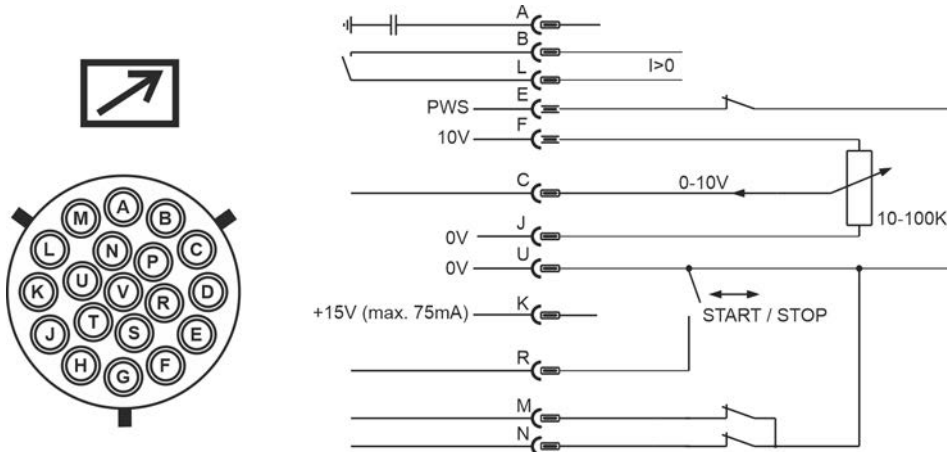 A
B
L
I>0
PWS
E
10V
F
C
0-10V
10-100K
0V
J
0V
U
+15V (max. 75mA)
K
START / STOP
R
M
N
A
M
B
L
N
P
C
K
U
V
R
D
J
T
S
E
H
G
F